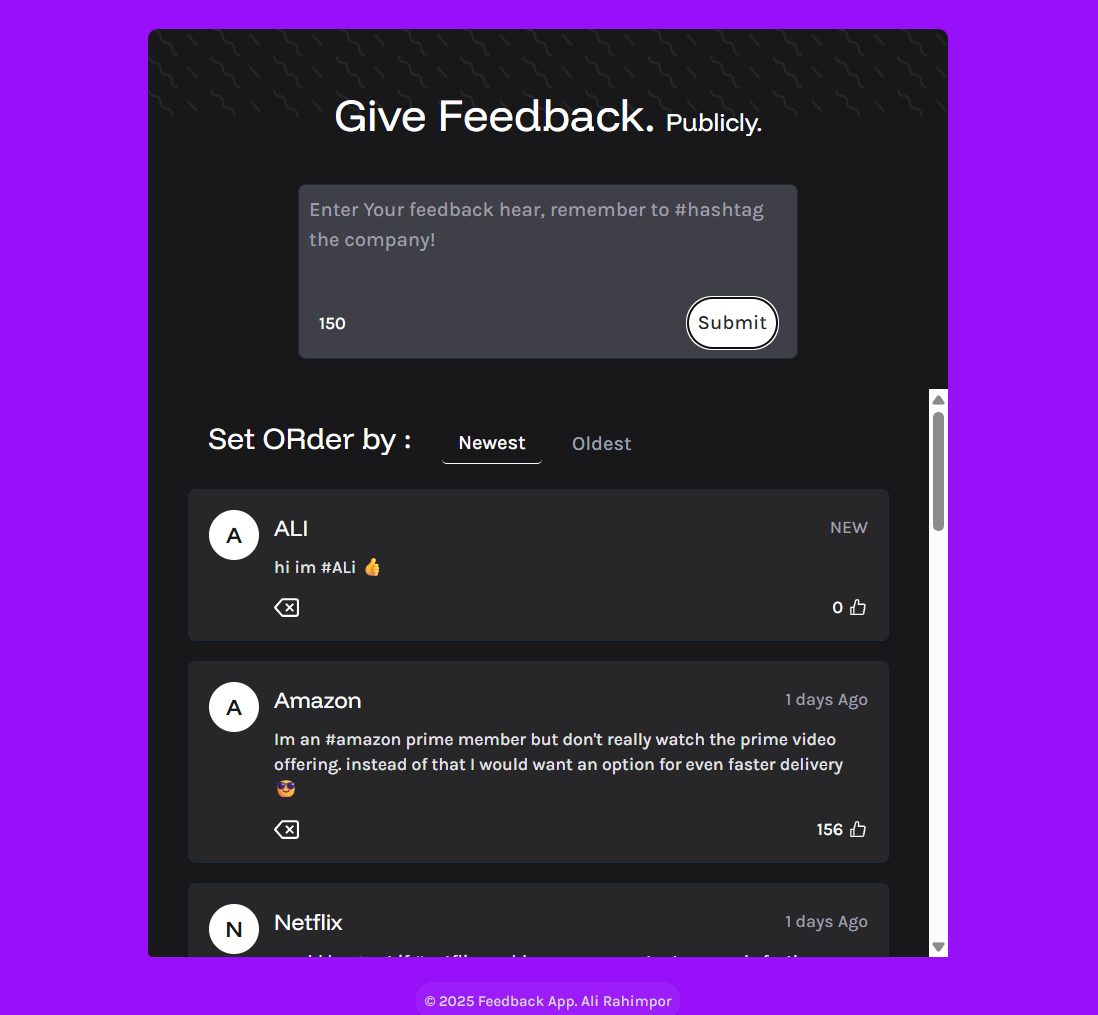 Give Feedback. Publicly.
Enter Your feedback hear, remember to #hashtag
the company!
150
Submit
Set ORder by :
Newest
Oldest
A
ALI
NEW
hi im #ALi 👍
0
A
Amazon
1 days Ago
Im an #amazon prime member but don't really watch the prime video
offering. instead of that I would want an option for even faster delivery
😎
156
N
Netflix
1 days Ago
© 2025 Feedback App. Ali Rahimpor